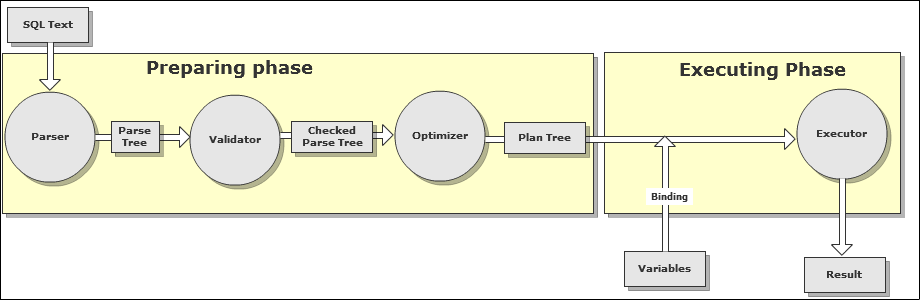 SQL Text
Preparing phase
Executing Phase
Parser
Parse
Tree
Validator
Checked
Parse Tree
Optimizer
Plan Tree
Executor
Binding
Variables
Result